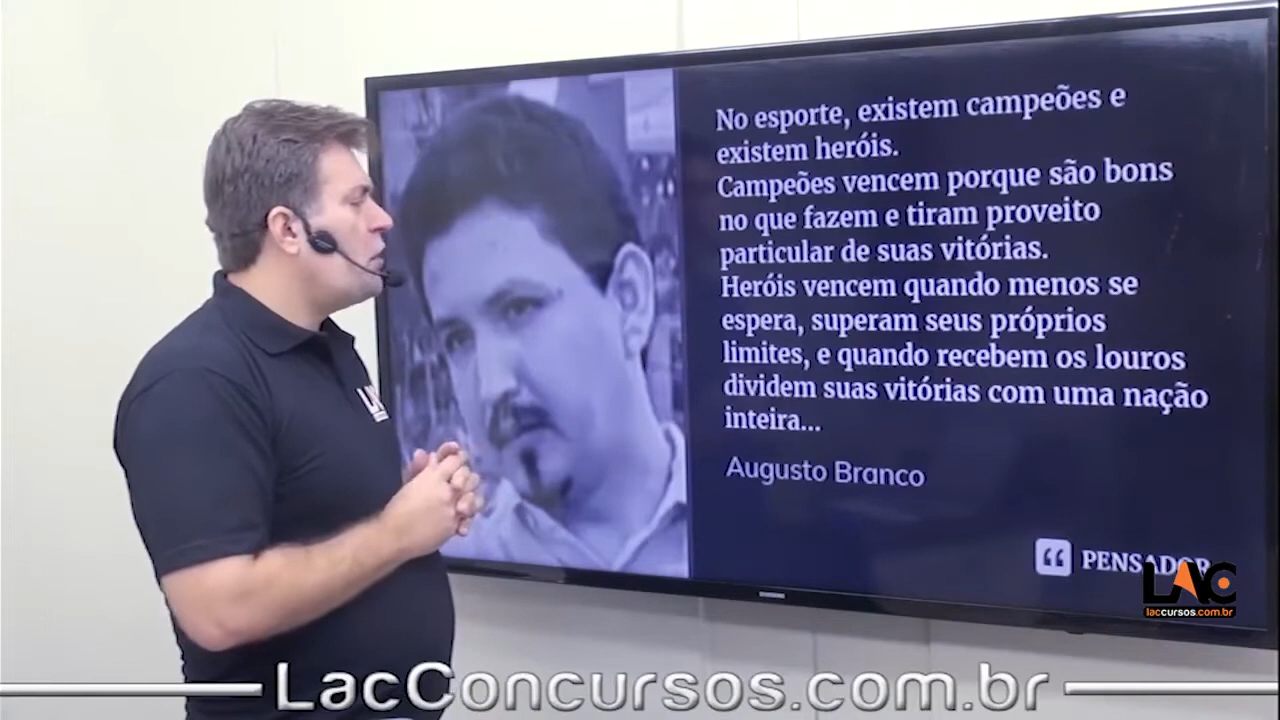 No esporte, existem campeões e
existem heróis.
Campeões vencem porque são bons
no que fazem e tiram proveito
particular de suas vitórias.
Heróis vencem quando menos se
espera, superam seus próprios
limites, e quando recebem os louros
dividem suas vitórias com uma nação
inteira...
Augusto Branco
PENSADOR
LAC
laccursos.com.br
LAC
SAMSUNG
LacConcursos.com.br